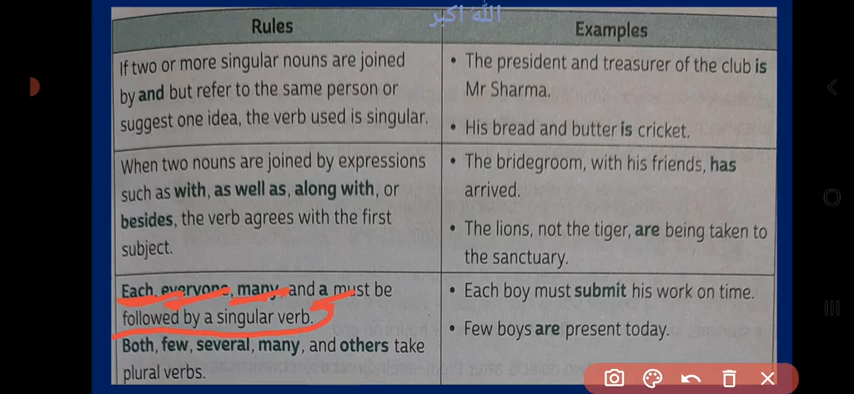 الله اكبر
Rules
Examples
If two or more singular nouns are joined
by and but refer to the same person or
suggest one idea, the verb used is singular.
• The president and treasurer of the club is
Mr Sharma.
• His bread and butter is cricket.
When two nouns are joined by expressions
such as with, as well as, along with, or
besides, the verb agrees with the first
subject.
• The bridegroom, with his friends, has
arrived.
• The lions, not the tiger, are being taken to
the sanctuary.
Each, everyone, many, and a must be
followed by a singular verb.
Both, few, several, many, and others take
plural verbs.
• Each boy must submit his work on time.
• Few boys are present today.